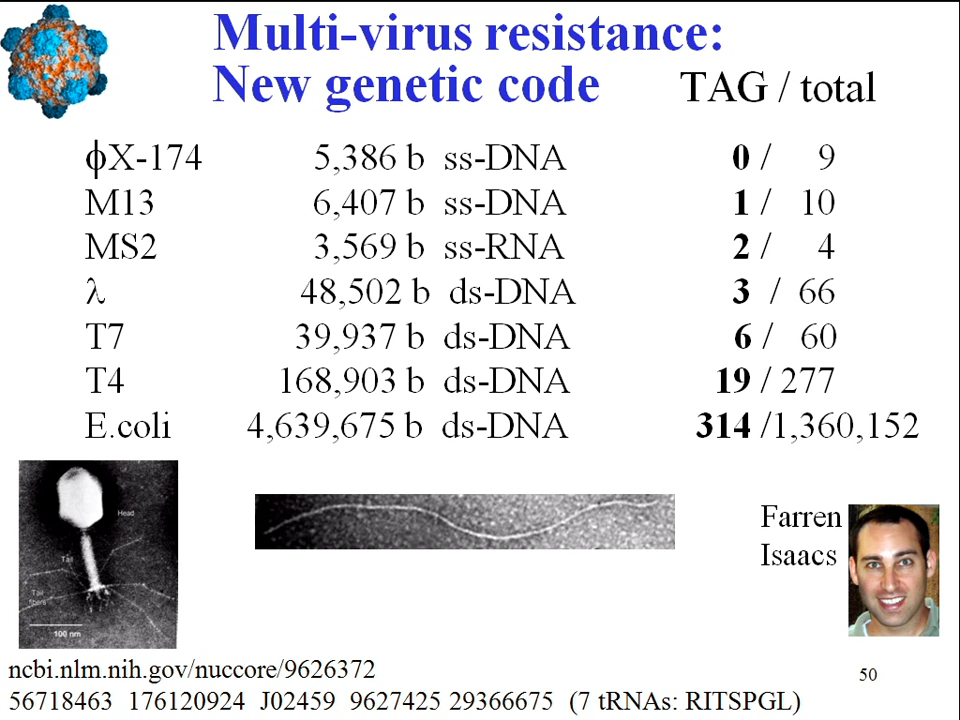 Multi-virus resistance:
New genetic code TAG / total
ϕX-174 5,386 b ss-DNA 0 / 9
M13 6,407 b ss-DNA 1 / 10
MS2 3,569 b ss-RNA 2 / 4
λ 48,502 b ds-DNA 3 / 66
T7 39,937 b ds-DNA 6 / 60
T4 168,903 b ds-DNA 19 / 277
E.coli 4,639,675 b ds-DNA 314 /1,360,152
Head
Tail
Tail
fibers
100 nm
Farren
Isaacs
ncbi.nlm.nih.gov/nuccore/9626372
50
56718463 176120924 J02459 9627425 29366675 (7 tRNAs: RITSPGL)